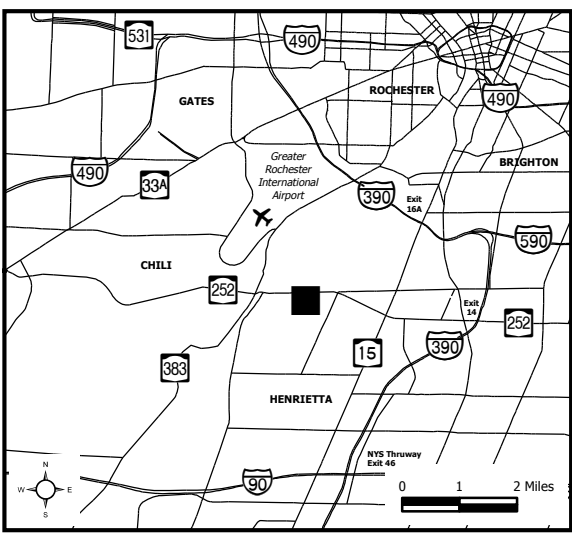 531
490
ROCHESTER
GATES
490
BRIGHTON
490
33A
Greater
Rochester
International
Airport
390
Exit
16A
590
CHILI
252
Exit
14
252
390
15
383
HENRIETTA
NYS Thruway
Exit 46
90
N
W
E
S
0 1 2 Miles